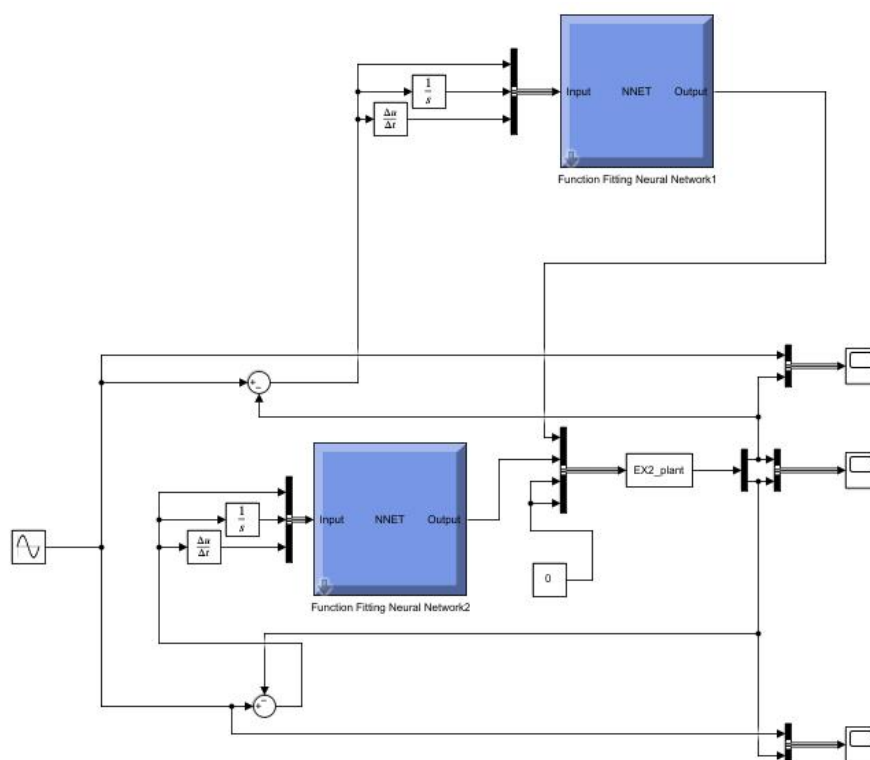 1
s
Δu
Δt
Input NNET Output
Function Fitting Neural Network1
+
−
EX2_plant
1
s
Δu
Δt
Input NNET Output
0
Function Fitting Neural Network2
−
+